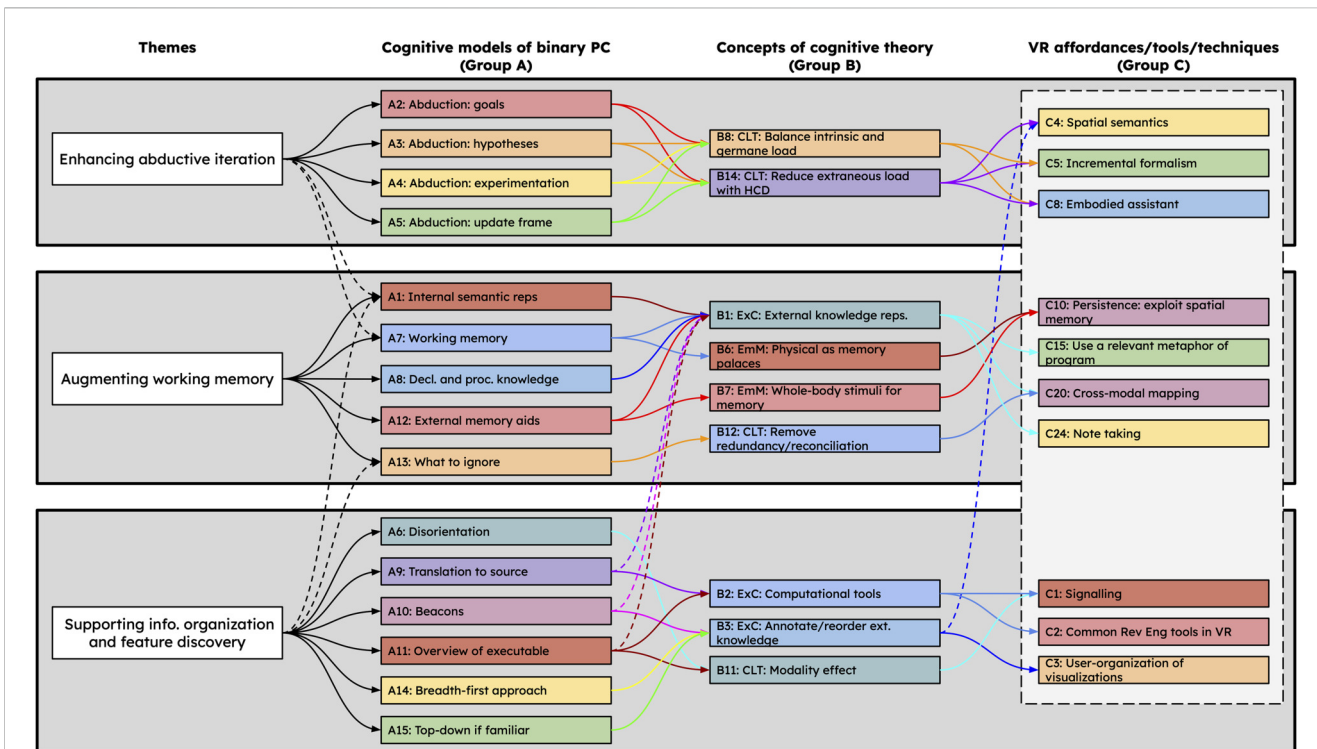 Themes
Cognitive models of binary PC
(Group A)
Concepts of cognitive theory
(Group B)
VR affordances/tools/techniques
(Group C)
Enhancing abductive iteration
A2: Abduction: goals
A3: Abduction: hypotheses
A4: Abduction: experimentation
A5: Abduction: update frame
B8: CLT: Balance intrinsic and
germane load
B14: CLT: Reduce extraneous load
with HCD
C4: Spatial semantics
C5: Incremental formalism
C8: Embodied assistant
Augmenting working memory
A1: Internal semantic reps
A7: Working memory
A8: Decl. and proc. knowledge
A12: External memory aids
A13: What to ignore
B1: ExC: External knowledge reps.
B6: EmM: Physical as memory
palaces
B7: EmM: Whole-body stimuli for
memory
B12: CLT: Remove
redundancy/reconciliation
C10: Persistence: exploit spatial
memory
C15: Use a relevant metaphor of
program
C20: Cross-modal mapping
C24: Note taking
Supporting info. organization
and feature discovery
A6: Disorientation
A9: Translation to source
A10: Beacons
A11: Overview of executable
A14: Breadth-first approach
A15: Top-down if familiar
B2: ExC: Computational tools
B3: ExC: Annotate/reorder ext.
knowledge
B11: CLT: Modality effect
C1: Signalling
C2: Common Rev Eng tools in VR
C3: User-organization of
visualizations